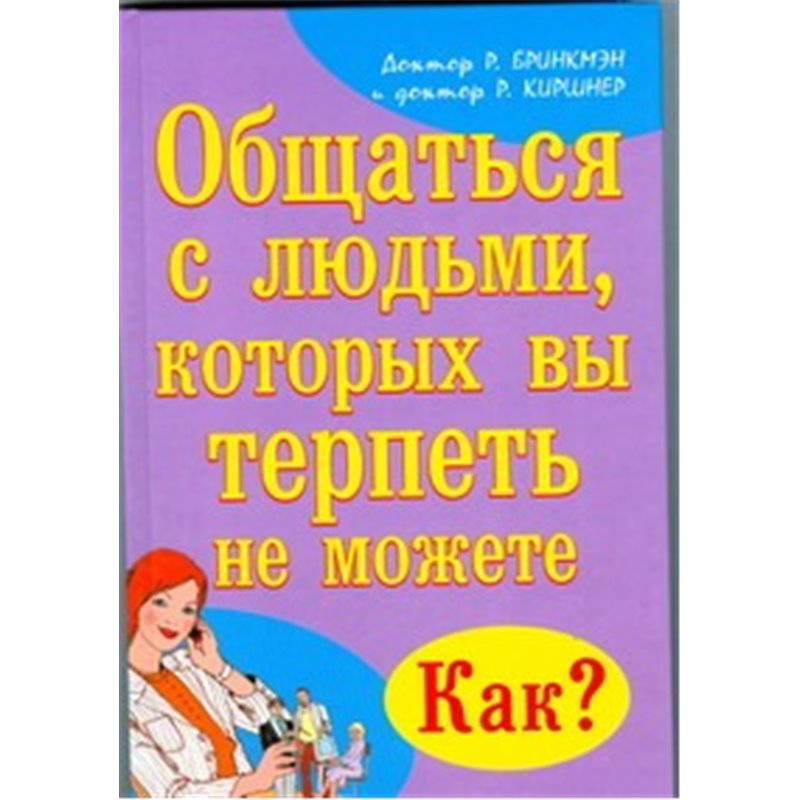 Доктор Р. БРИНКМЭН
и доктор Р. КИРШНЕР
Общаться
с людьми,
которых вы
терпеть
не можете
Как?